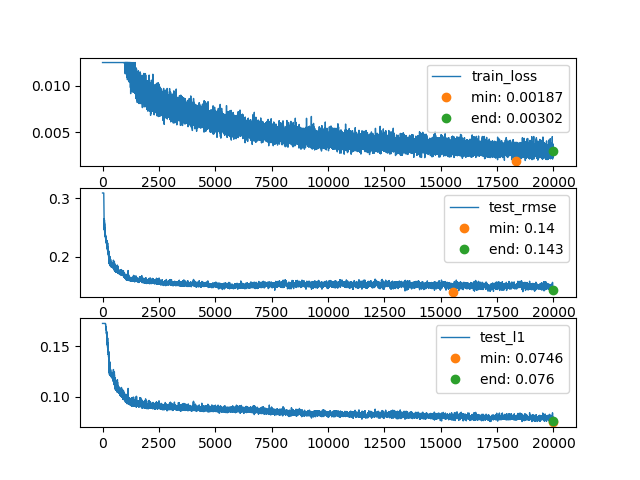 0.010
0.005
train_loss
min: 0.00187
end: 0.00302
0 2500 5000 7500 10000 12500 15000 17500 20000
0.3
0.2
test_rmse
min: 0.14
end: 0.143
0 2500 5000 7500 10000 12500 15000 17500 20000
0.15
0.10
test_l1
min: 0.0746
end: 0.076
0 2500 5000 7500 10000 12500 15000 17500 20000